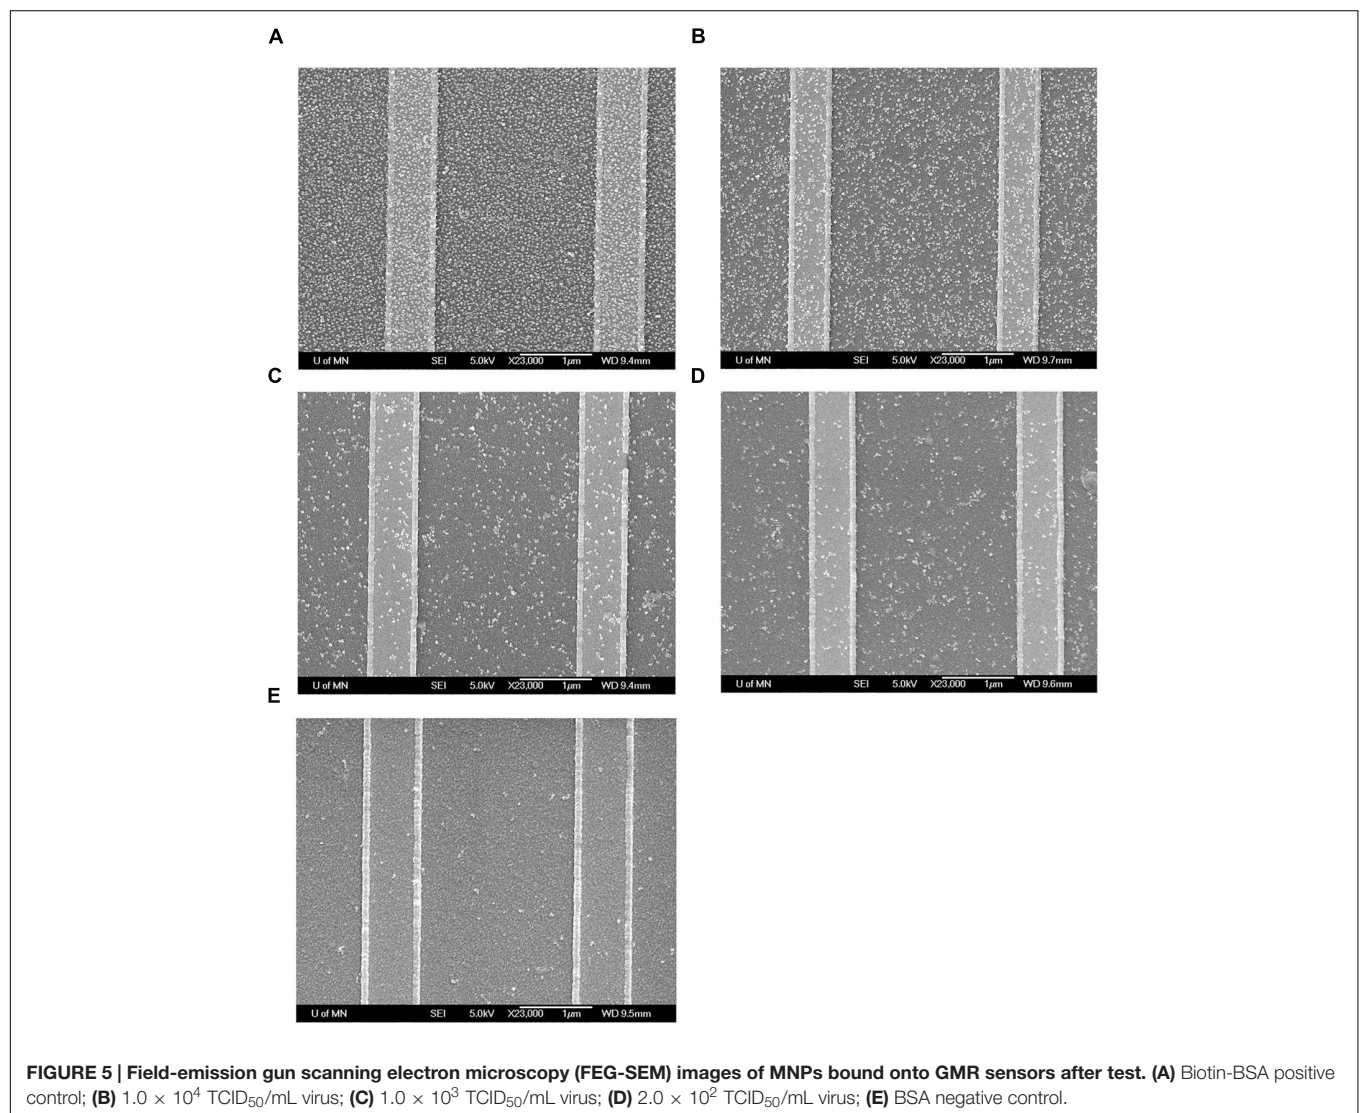 A
B
U of MN SEI 5.0kV X23,000 1µm WD 9.4mm
U of MN SEI 5.0kV X23,000 1µm WD 9.7mm
C
D
U of MN SEI 5.0kV X23,000 1µm WD 9.4mm
U of MN SEI 5.0kV X23,000 1µm WD 9.6mm
E
U of MN SEI 5.0kV X23,000 1µm WD 9.5mm
FIGURE 5 | Field-emission gun scanning electron microscopy (FEG-SEM) images of MNPs bound onto GMR sensors after test. (A) Biotin-BSA positive
control; (B) 1.0 × 10⁴ TCID₅₀/mL virus; (C) 1.0 × 10³ TCID₅₀/mL virus; (D) 2.0 × 10² TCID₅₀/mL virus; (E) BSA negative control.